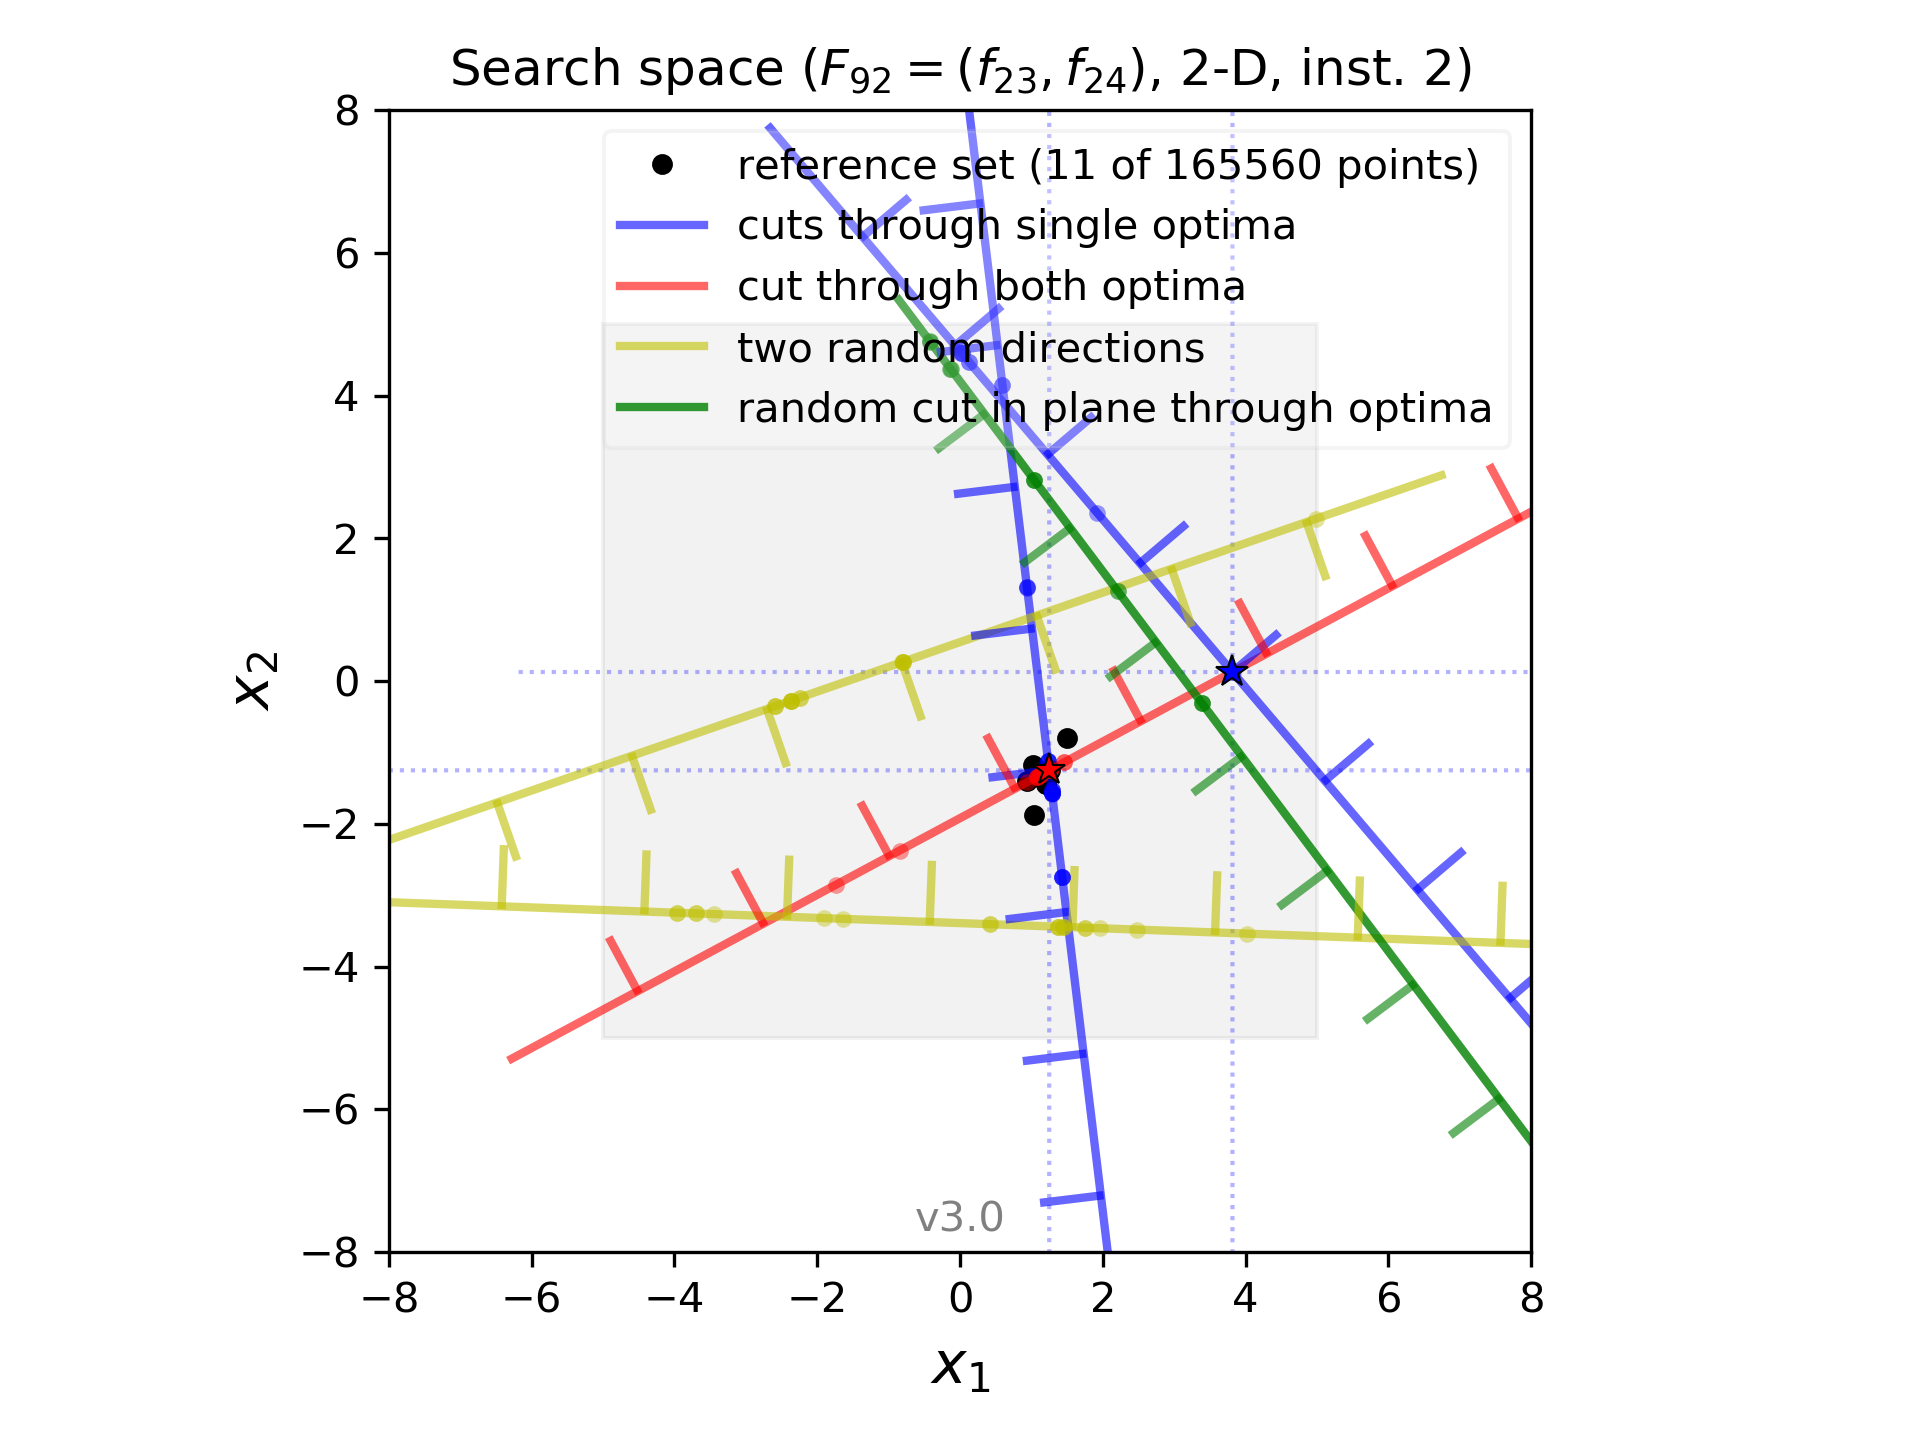 Search space (F92 = (f23, f24), 2-D, inst. 2)
reference set (11 of 165560 points)
cuts through single optima
cut through both optima
two random directions
random cut in plane through optima
8
6
4
2
0
−2
−4
−6
−8
x2
v3.0
−8 −6 −4 −2 0 2 4 6 8
x1